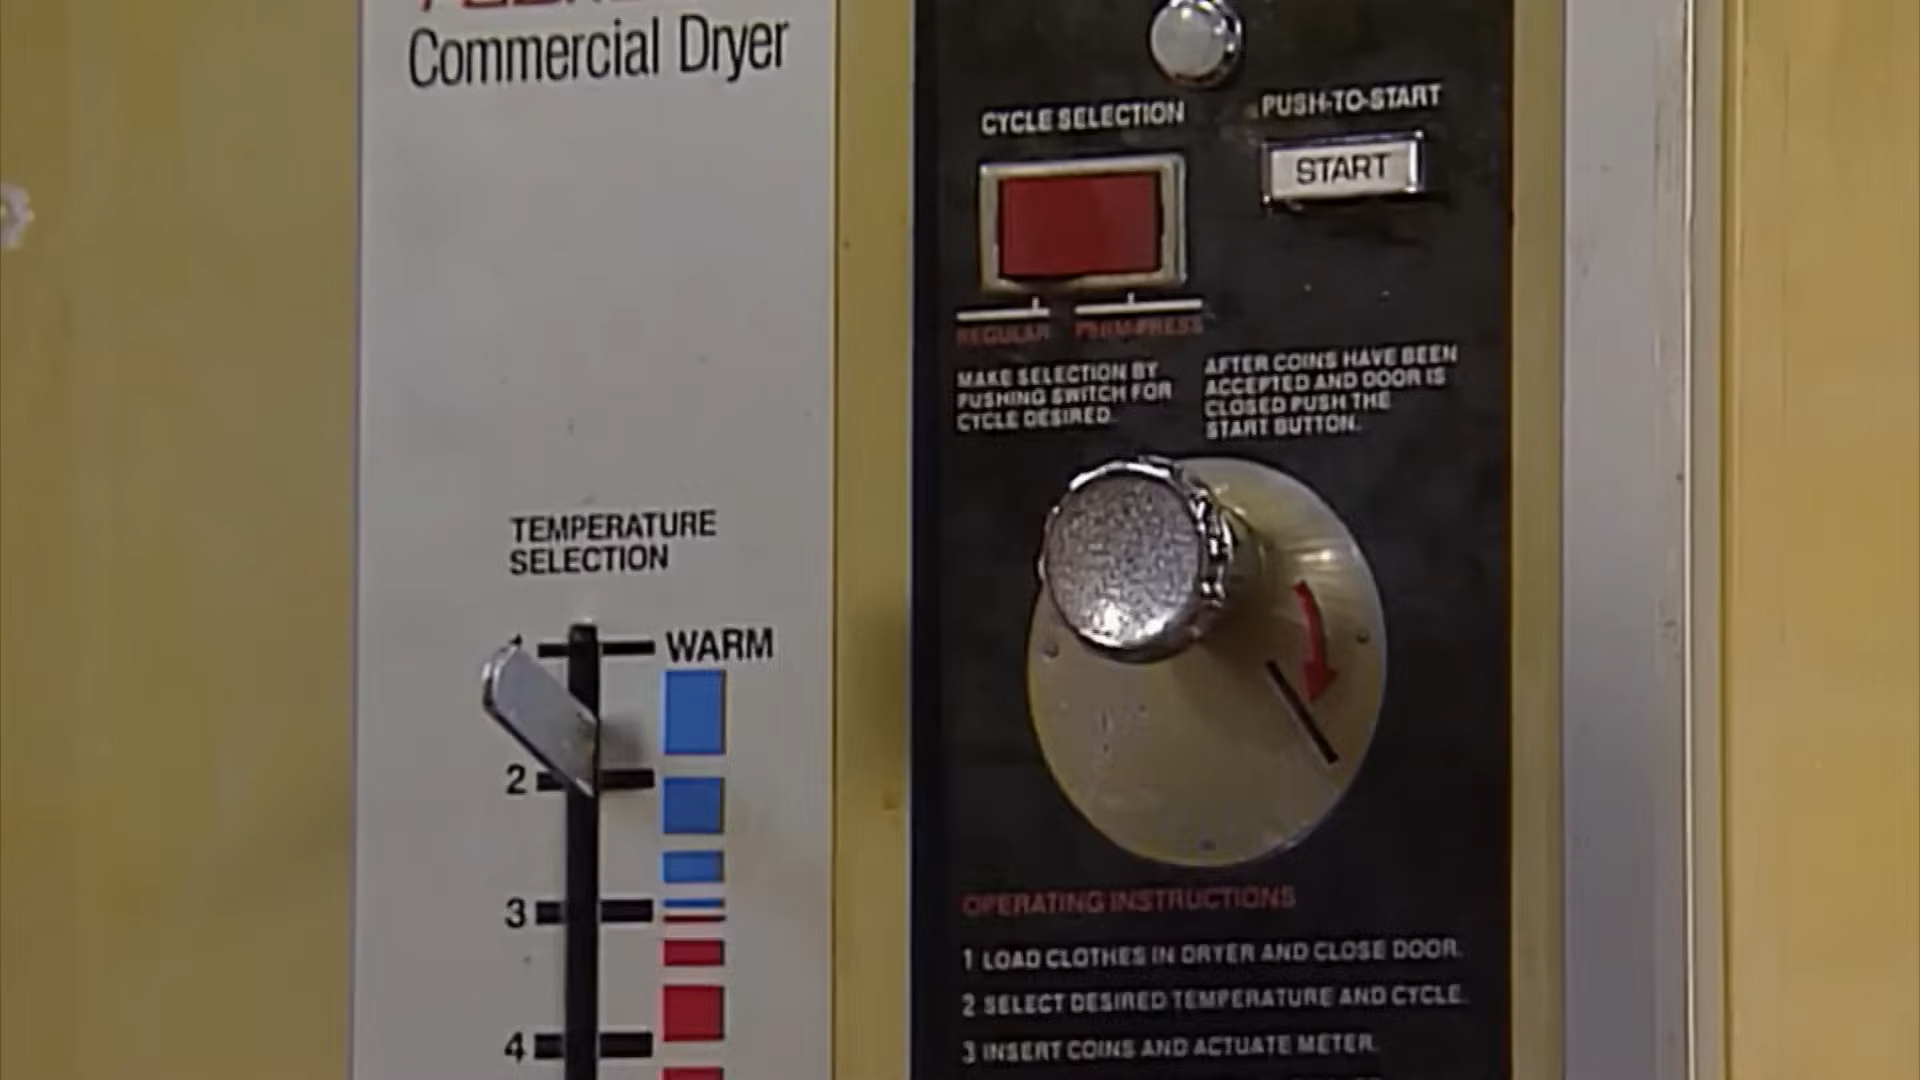 Commercial Dryer
TEMPERATURE
SELECTION
WARM
2
3
4
CYCLE SELECTION
PUSH-TO-START
START
REGULAR PERM-PRESS
MAKE SELECTION BY
PUSHING SWITCH FOR
CYCLE DESIRED.
AFTER COINS HAVE BEEN
ACCEPTED AND DOOR IS
CLOSED PUSH THE
START BUTTON.
OPERATING INSTRUCTIONS
1 LOAD CLOTHES IN DRYER AND CLOSE DOOR.
2 SELECT DESIRED TEMPERATURE AND CYCLE.
3 INSERT COINS AND ACTUATE METER.